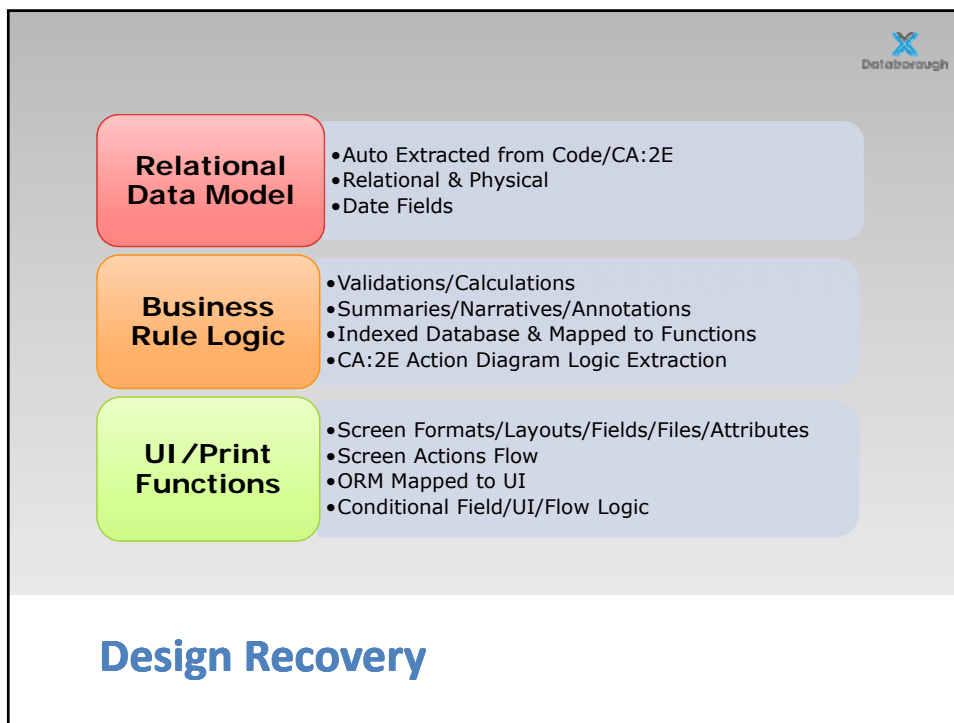 Databorough
Relational
Data Model
•Auto Extracted from Code/CA:2E
•Relational & Physical
•Date Fields
Business
Rule Logic
•Validations/Calculations
•Summaries/Narratives/Annotations
•Indexed Database & Mapped to Functions
•CA:2E Action Diagram Logic Extraction
UI/Print
Functions
•Screen Formats/Layouts/Fields/Files/Attributes
•Screen Actions Flow
•ORM Mapped to UI
•Conditional Field/UI/Flow Logic
Design Recovery